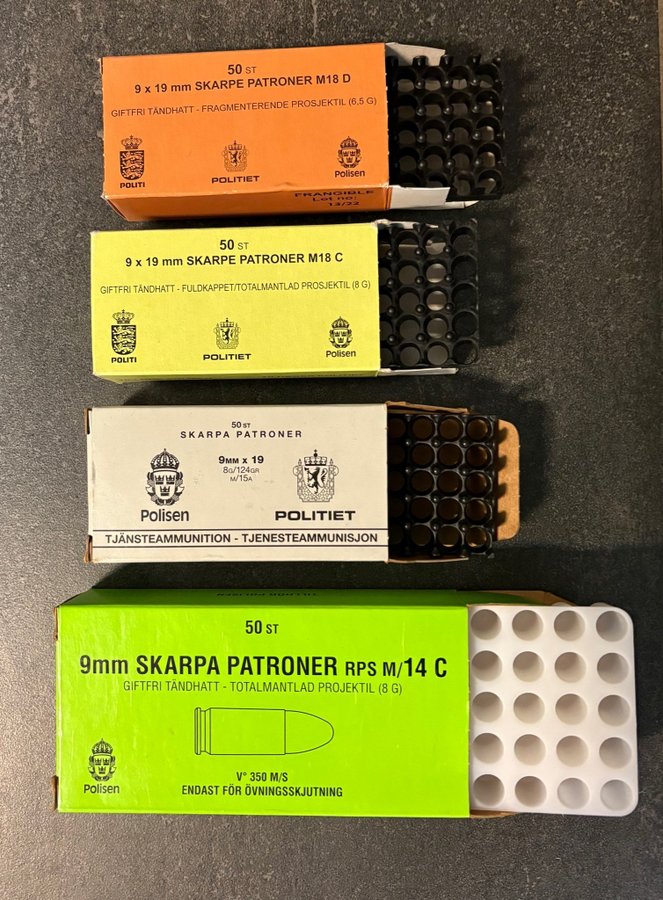 50 ST
9 x 19 mm SKARPE PATRONER M18 D
GIFTFRI TÄNDHATT - FRAGMENTERENDE PROSJEKTIL (6,5 G)
POLITI
POLITIET
Polisen
FRANGIBLE
Lot no:
13/22
50 ST
9 x 19 mm SKARPE PATRONER M18 C
GIFTFRI TÄNDHATT - FULDKAPPET/TOTALMANTLAD PROSJEKTIL (8 G)
POLITI
POLITIET
Polisen
50 ST
SKARPA PATRONER
9MM X 19
8G/124GR
M/15A
Polisen
POLITIET
TJÄNSTEAMMUNITION - TJENESTEAMMUNISJON
TILLHÖR POLISEN
50 ST
9mm SKARPA PATRONER RPS M/14 C
GIFTFRI TÄNDHATT - TOTALMANTLAD PROJEKTIL (8 G)
Polisen
V° 350 M/S
ENDAST FÖR ÖVNINGSSKJUTNING